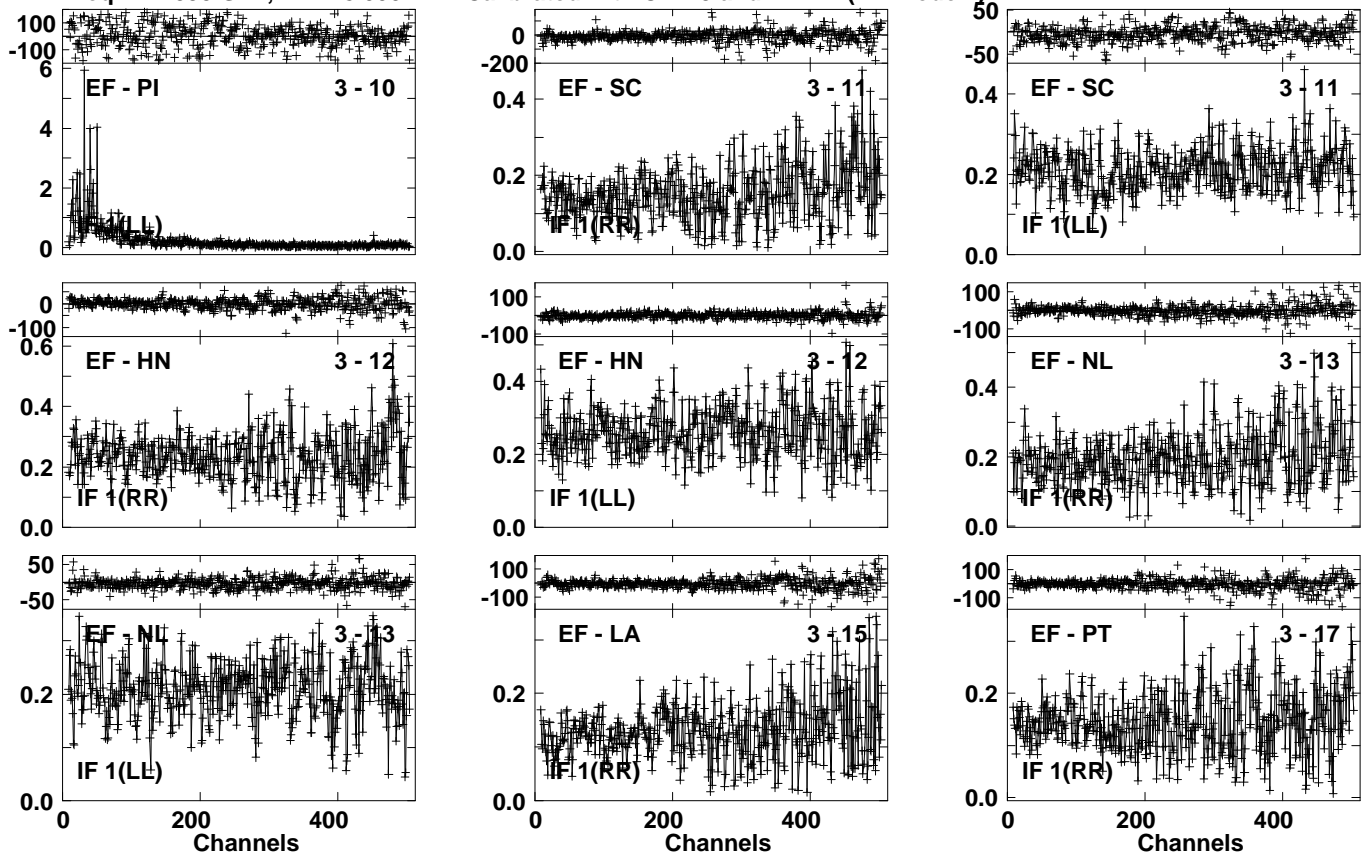 100
-100
6
4
2
0
EF - PI
3 - 10
IF 1(LL)
0
-200
0.4
0.2
0.0
EF - SC
3 - 11
IF 1(RR)
50
-50
0.4
0.2
0.0
EF - SC
3 - 11
IF 1(LL)
0
-100
0.6
0.4
0.2
0.0
EF - HN
3 - 12
IF 1(RR)
100
-100
0.4
0.2
0.0
EF - HN
3 - 12
IF 1(LL)
100
-100
0.4
0.2
0.0
EF - NL
3 - 13
IF 1(RR)
50
-50
0.2
0.0
EF - NL
3 - 13
IF 1(LL)
100
-100
0.2
0.0
EF - LA
3 - 15
IF 1(RR)
100
-100
0.2
0.0
EF - PT
3 - 17
IF 1(RR)
0 200 400
Channels
0 200 400
Channels
0 200 400
Channels